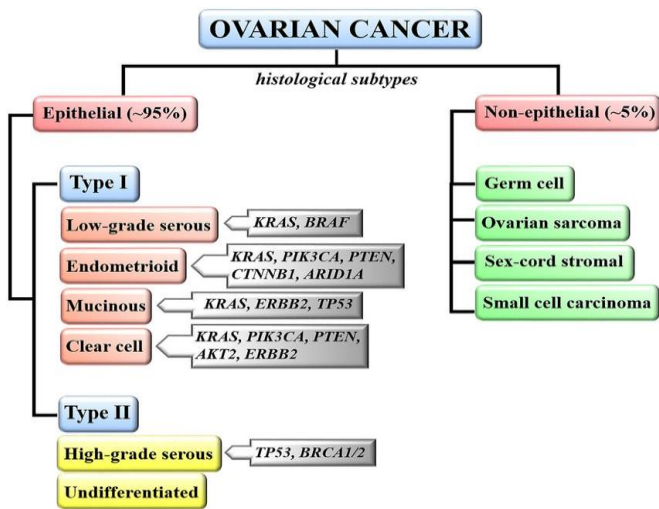 OVARIAN CANCER
histological subtypes
Epithelial (~95%)
Type I
Low-grade serous
KRAS, BRAF
Endometrioid
KRAS, PIK3CA, PTEN,
CTNNB1, ARID1A
Mucinous
KRAS, ERBB2, TP53
Clear cell
KRAS, PIK3CA, PTEN,
AKT2, ERBB2
Type II
High-grade serous
TP53, BRCA1/2
Undifferentiated
Non-epithelial (~5%)
Germ cell
Ovarian sarcoma
Sex-cord stromal
Small cell carcinoma